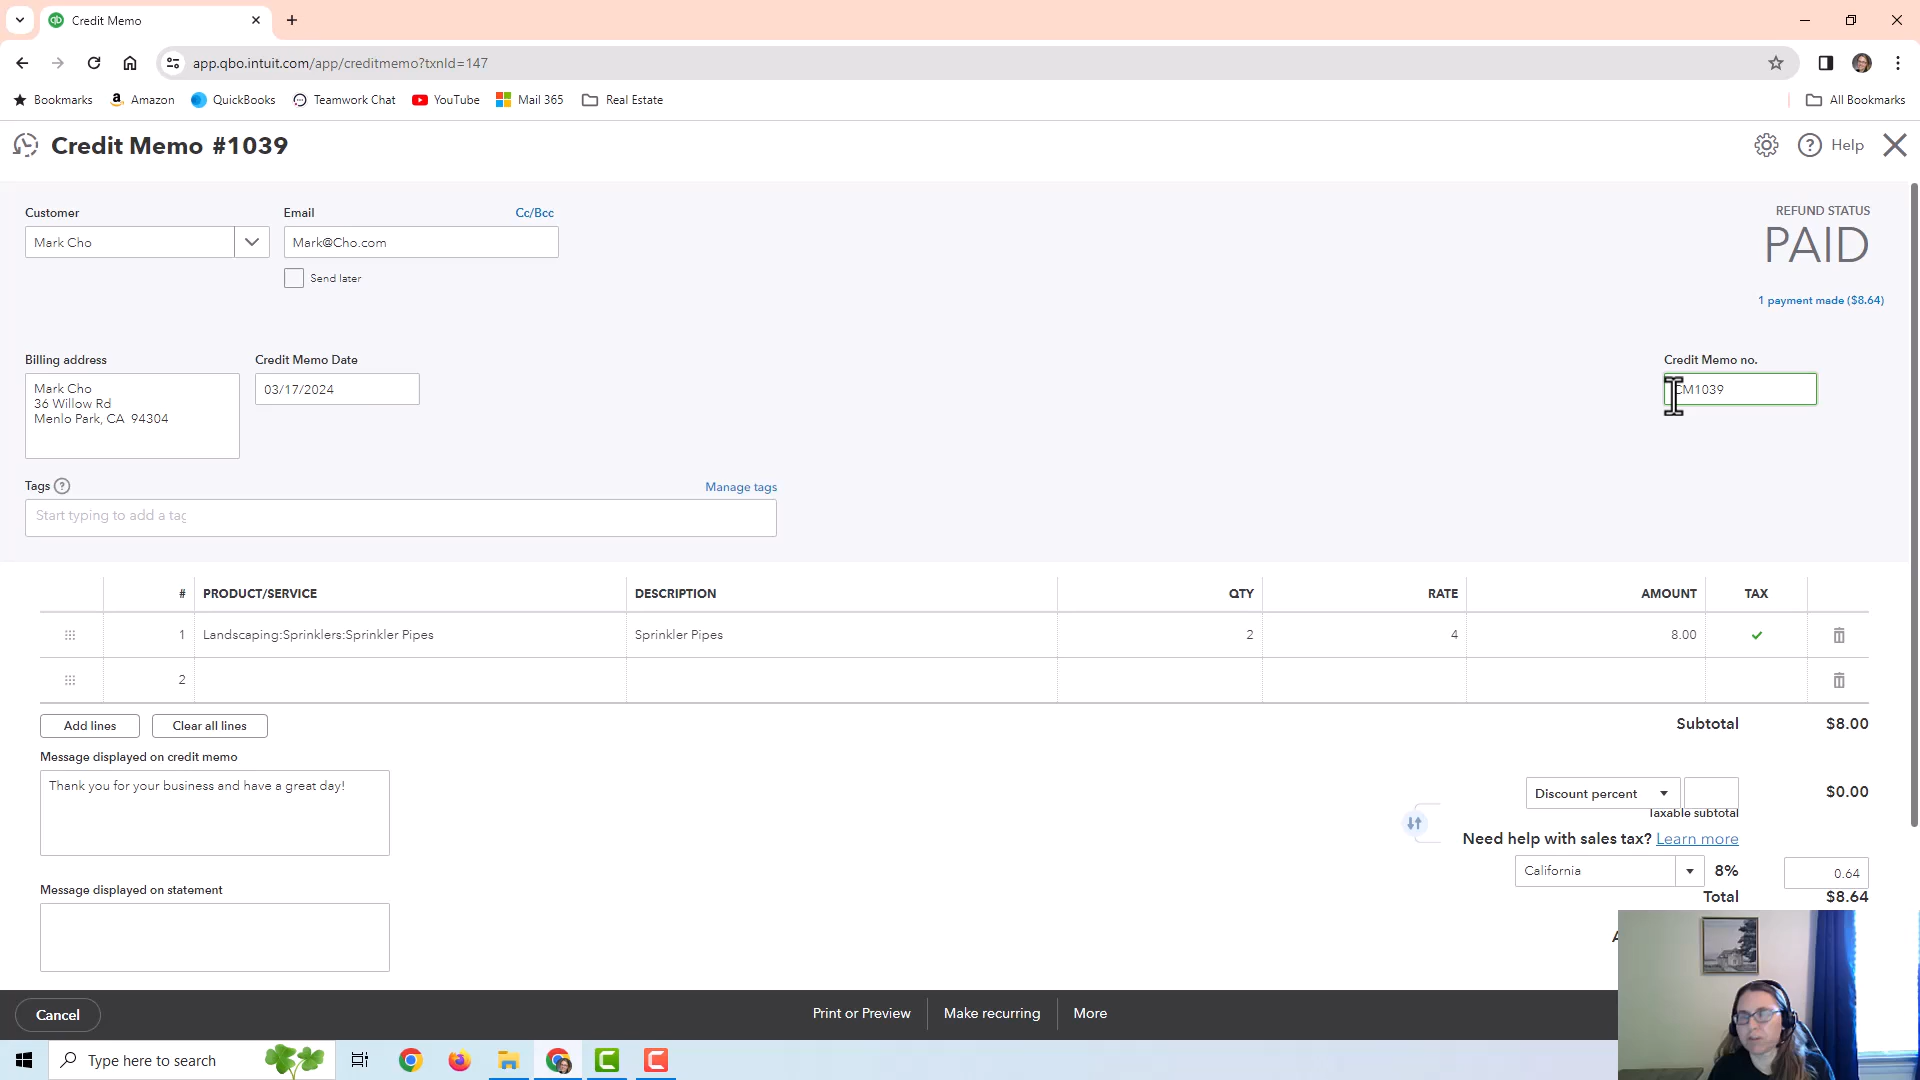 Credit Memo
app.qbo.intuit.com/app/creditmemo?txnId=147
Bookmarks
Amazon
QuickBooks
Teamwork Chat
YouTube
Mail 365
Real Estate
All Bookmarks
Credit Memo #1039
Help
Customer
Email
Cc/Bcc
REFUND STATUS
Mark Cho
Mark@Cho.com
PAID
Send later
1 payment made ($8.64)
Billing address
Credit Memo Date
Credit Memo no.
Mark Cho
36 Willow Rd
Menlo Park, CA 94304
03/17/2024
CM1039
Tags
Manage tags
Start typing to add a tag
# PRODUCT/SERVICE DESCRIPTION QTY RATE AMOUNT TAX
1 Landscaping:Sprinklers:Sprinkler Pipes Sprinkler Pipes 2 4 8.00
2
Add lines
Clear all lines
Subtotal $8.00
Message displayed on credit memo
Thank you for your business and have a great day!
Discount percent
$0.00
Taxable subtotal
Need help with sales tax? Learn more
California
8%
0.64
Total $8.64
Message displayed on statement
Cancel
Print or Preview
Make recurring
More
Type here to search